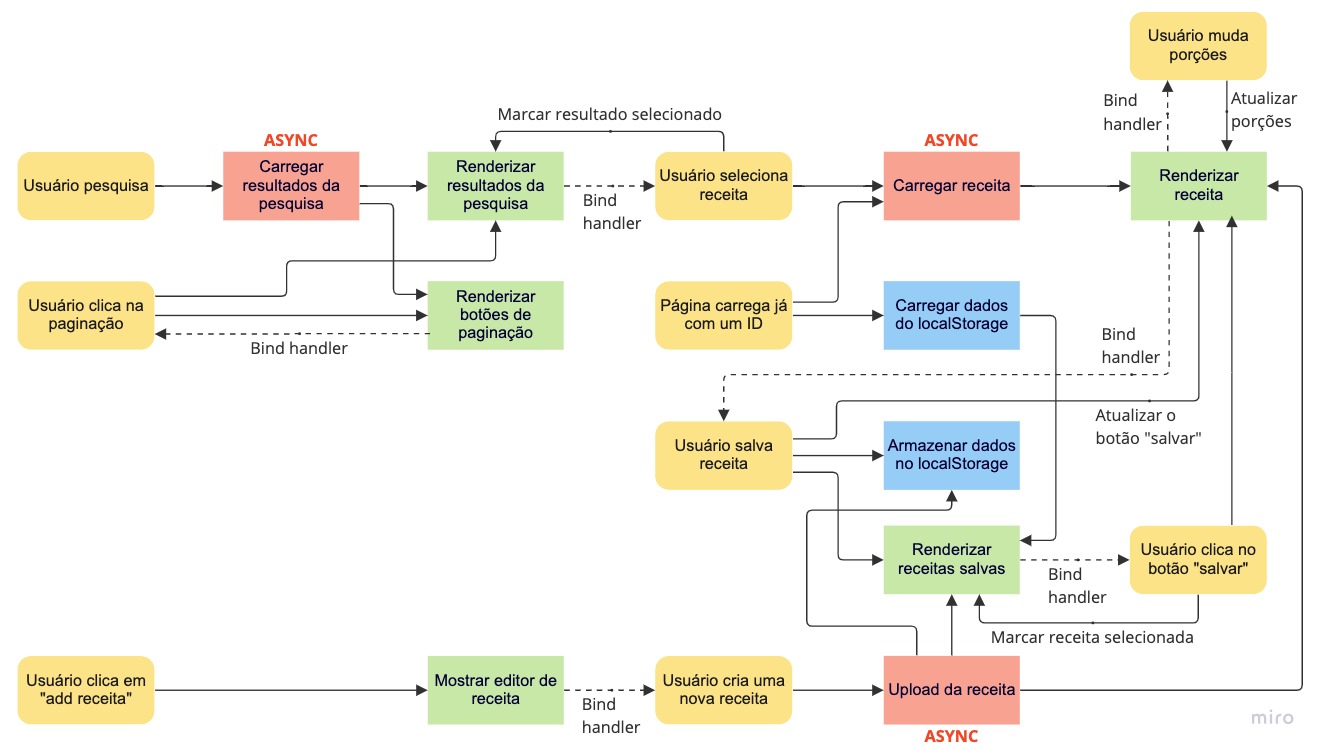 Usuário muda
porções
Bind
handler
Atualizar
porções
Marcar resultado selecionado
ASYNC
ASYNC
Usuário pesquisa
Carregar
resultados da
pesquisa
Renderizar
resultados da
pesquisa
Bind
handler
Usuário seleciona
receita
Carregar receita
Renderizar
receita
Usuário clica na
paginação
Renderizar
botões de
paginação
Bind handler
Página carrega já
com um ID
Carregar dados
do localStorage
Bind
handler
Atualizar o
botão "salvar"
Usuário salva
receita
Armazenar dados
no localStorage
Renderizar
receitas salvas
Bind
handler
Usuário clica no
botão "salvar"
Marcar receita selecionada
Usuário clica em
"add receita"
Mostrar editor de
receita
Bind
handler
Usuário cria uma
nova receita
Upload da receita
ASYNC
miro